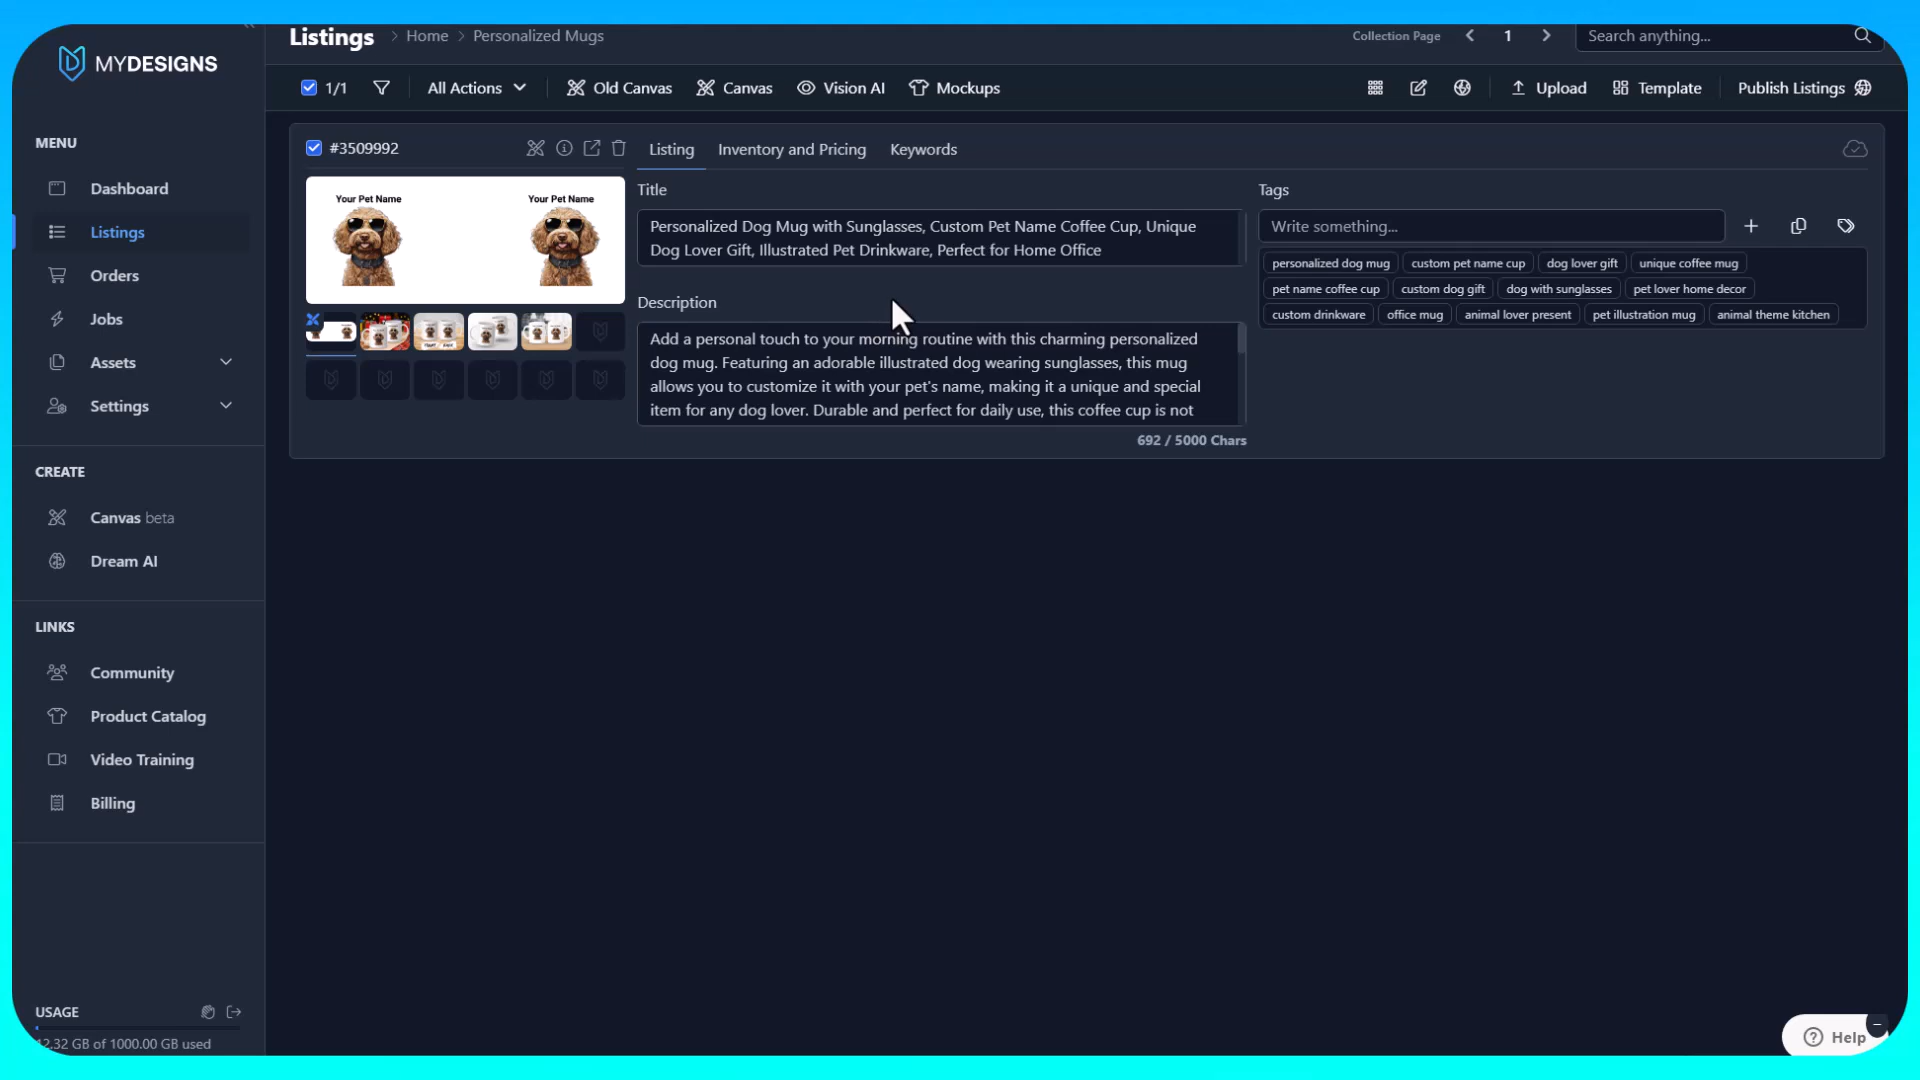 MYDESIGNS
MENU
Dashboard
Listings
Orders
Jobs
Assets
Settings
CREATE
Canvas beta
Dream AI
LINKS
Community
Product Catalog
Video Training
Billing
USAGE
12.32 GB of 1000.00 GB used
Listings > Home > Personalized Mugs
Collection Page 1
Search anything...
1/1
All Actions
Old Canvas
Canvas
Vision AI
Mockups
Upload
Template
Publish Listings
#3509992
Your Pet Name Your Pet Name
Listing Inventory and Pricing Keywords
Title
Personalized Dog Mug with Sunglasses, Custom Pet Name Coffee Cup, Unique
Dog Lover Gift, Illustrated Pet Drinkware, Perfect for Home Office
Description
Add a personal touch to your morning routine with this charming personalized
dog mug. Featuring an adorable illustrated dog wearing sunglasses, this mug
allows you to customize it with your pet's name, making it a unique and special
item for any dog lover. Durable and perfect for daily use, this coffee cup is not
692 / 5000 Chars
Tags
Write something...
personalized dog mug custom pet name cup dog lover gift unique coffee mug
pet name coffee cup custom dog gift dog with sunglasses pet lover home decor
custom drinkware office mug animal lover present pet illustration mug animal theme kitchen
Help